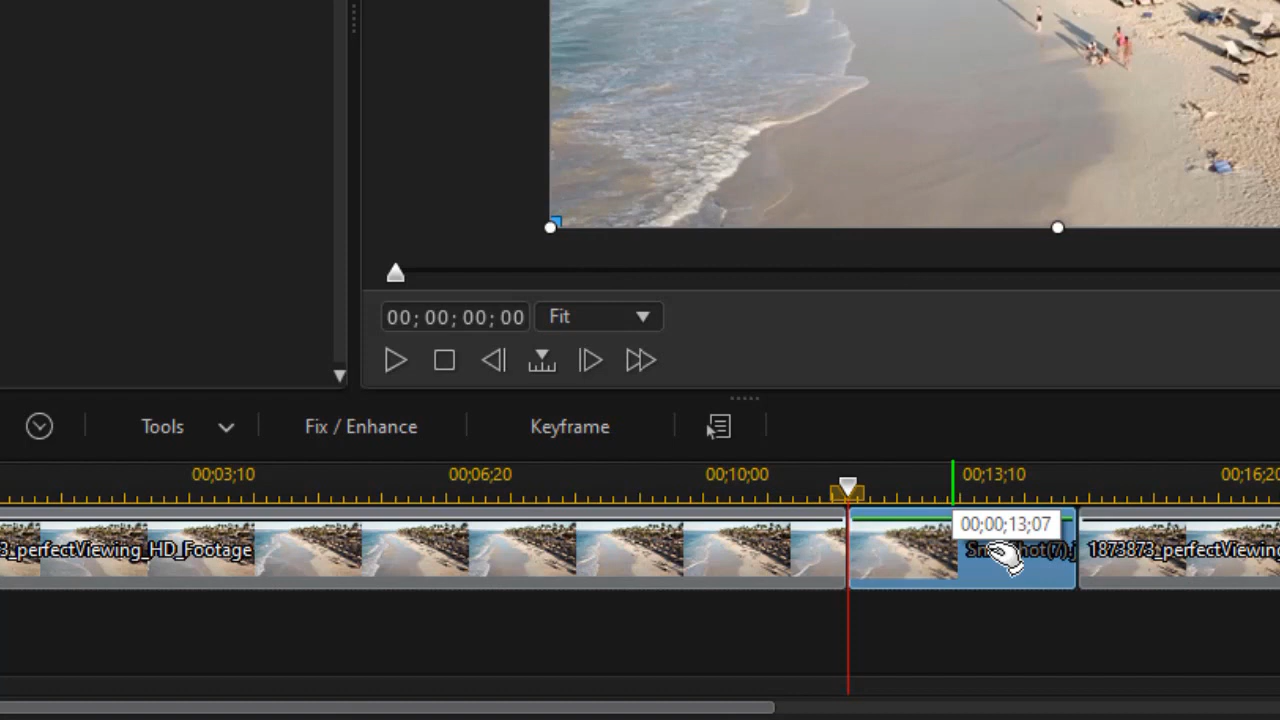 00; 00; 00; 00 Fit
Tools Fix / Enhance Keyframe
00;03;10 00;06;20 00;10;00 00;13;10 00;16;20
00;00;13;07
3_perfectViewing_HD_Footage 1873873_perfectViewing